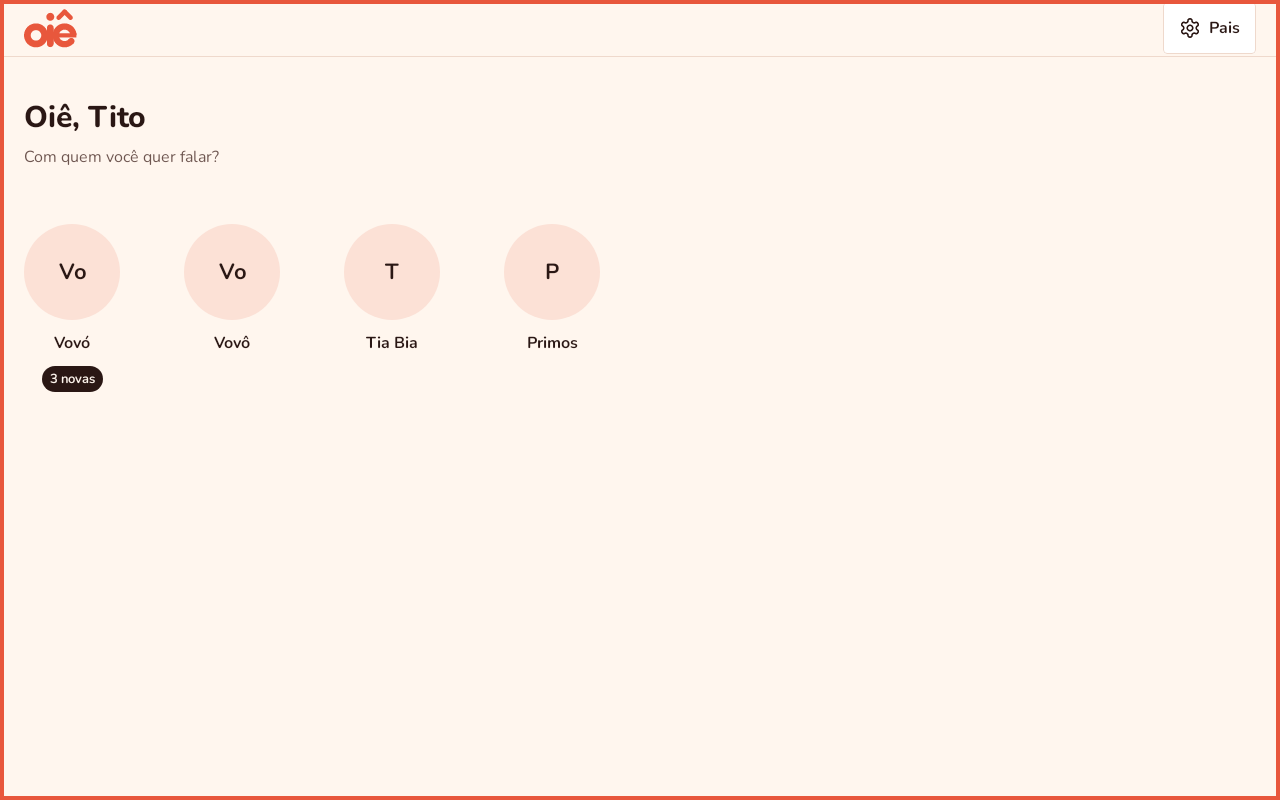 oiê
Pais
Oiê, Tito
Com quem você quer falar?
Vo
Vo
T
P
Vovó
Vovô
Tia Bia
Primos
3 novas